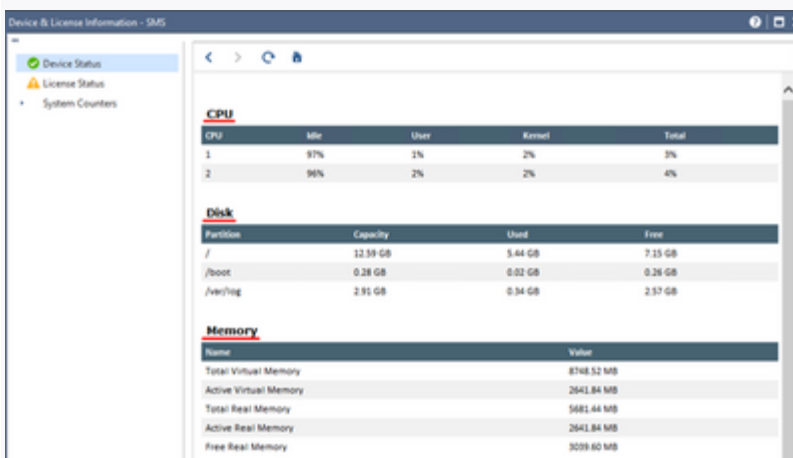 Device & License Information - SMS
Device Status
License Status
System Counters
CPU
CPU Idle User Kernel Total
1 97% 1% 2% 3%
2 96% 2% 2% 4%
Disk
Partition Capacity Used Free
/ 12.59 GB 5.44 GB 7.15 GB
/boot 0.28 GB 0.02 GB 0.26 GB
/var/log 2.91 GB 0.34 GB 2.57 GB
Memory
Name Value
Total Virtual Memory 8748.52 MB
Active Virtual Memory 2641.84 MB
Total Real Memory 5681.44 MB
Active Real Memory 2641.84 MB
Free Real Memory 3039.60 MB